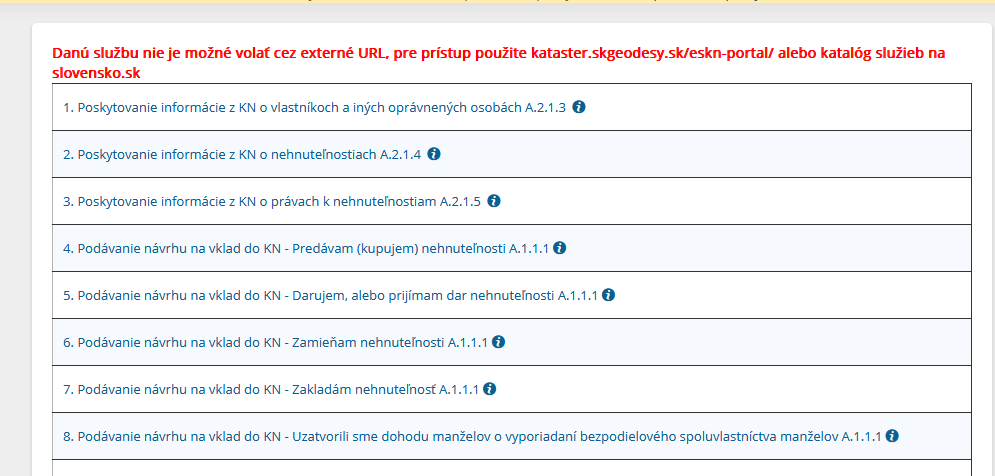 Danú službu nie je možné volať cez externé URL, pre prístup použite kataster.skgeodesy.sk/eskn-portal/ alebo katalóg služieb na
slovensko.sk
1. Poskytovanie informácie z KN o vlastníkoch a iných oprávnených osobách A.2.1.3
2. Poskytovanie informácie z KN o nehnuteľnostiach A.2.1.4
3. Poskytovanie informácie z KN o právach k nehnuteľnostiam A.2.1.5
4. Podávanie návrhu na vklad do KN - Predávam (kupujem) nehnuteľnosti A.1.1.1
5. Podávanie návrhu na vklad do KN - Darujem, alebo prijímam dar nehnuteľnosti A.1.1.1
6. Podávanie návrhu na vklad do KN - Zamieňam nehnuteľnosti A.1.1.1
7. Podávanie návrhu na vklad do KN - Zakladám nehnuteľnosť A.1.1.1
8. Podávanie návrhu na vklad do KN - Uzatvorili sme dohodu manželov o vyporiadaní bezpodielového spoluvlastníctva manželov A.1.1.1